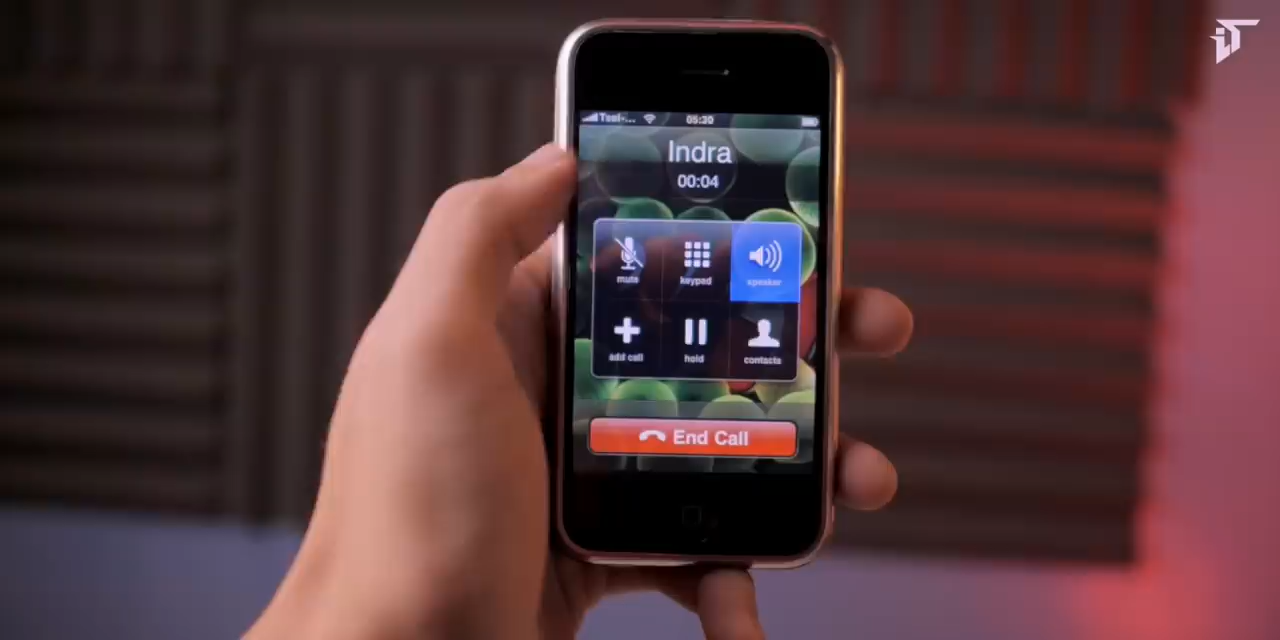 05:30
Indra
00:04
mute
keypad
speaker
add call
hold
contacts
End Call